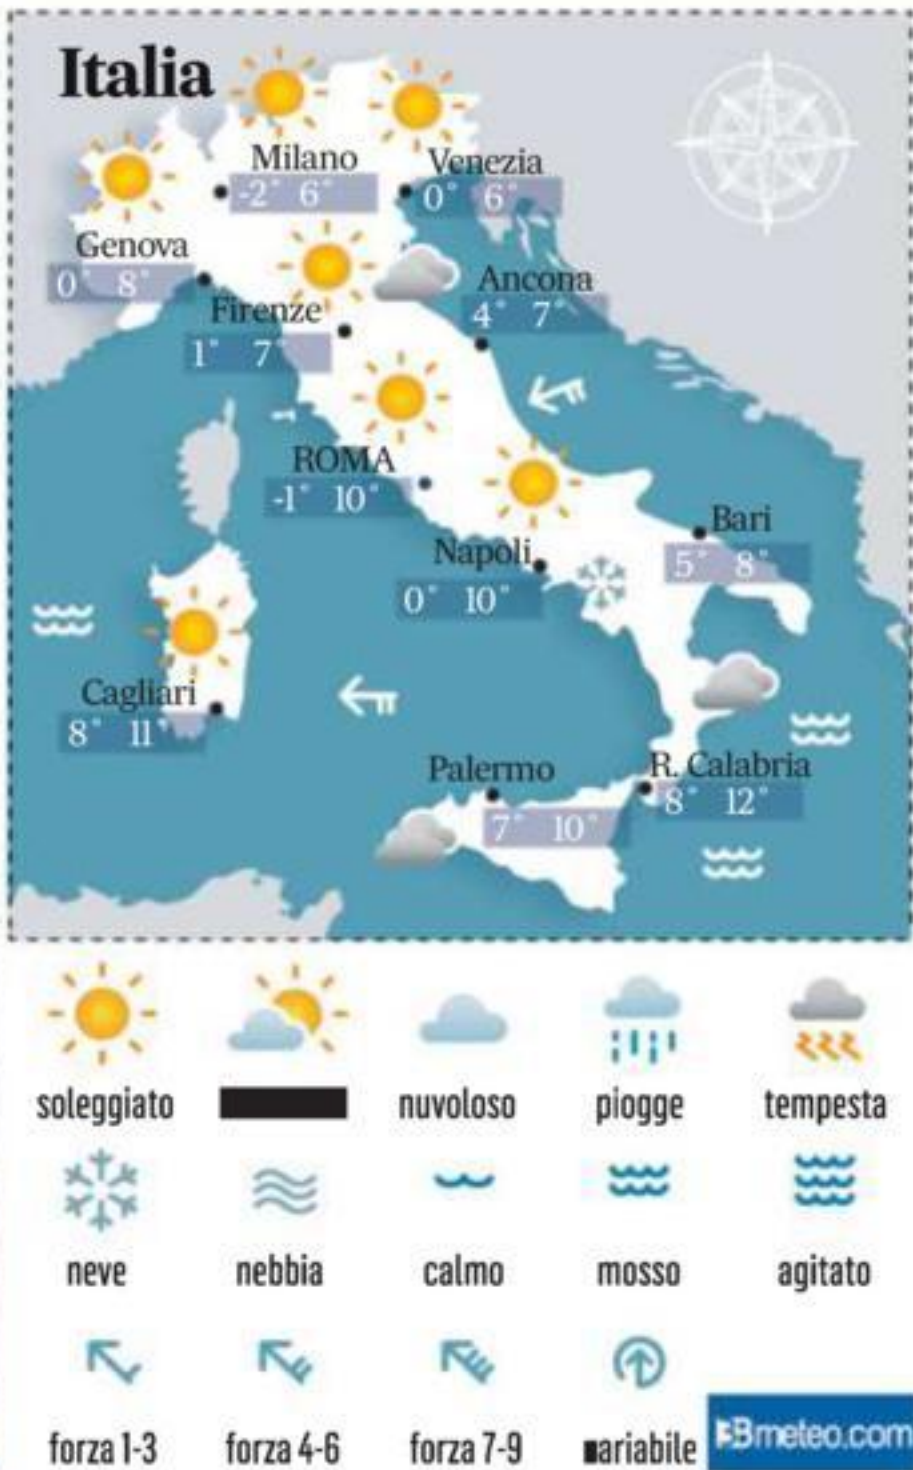 Italia
Milano
-2° 6°
Venezia
0° 6°
Genova
0° 8°
Firenze
1° 7°
Ancona
4° 7°
ROMA
-1° 10°
Bari
5° 8°
Napoli
0° 10°
Cagliari
8° 11°
Palermo
7° 10°
R. Calabria
8° 12°
soleggiato
nuvoloso
piogge
tempesta
neve
nebbia
calmo
mosso
agitato
forza 1-3
forza 4-6
forza 7-9
ariabile
3Bmeteo.com